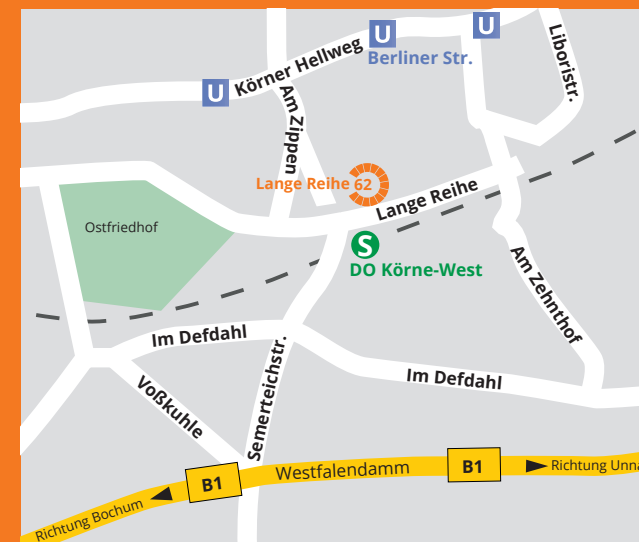 U
U
Körner Hellweg
U
Berliner Str.
Liboristr.
Am Zippen
Lange Reihe 62
Lange Reihe
Ostfriedhof
S
DO Körne-West
Am Zehnthof
Im Defdahl
Im Defdahl
Semerteichstr.
Voßkuhle
Westfalendamm
B1
B1
Richtung Unna
Richtung Bochum